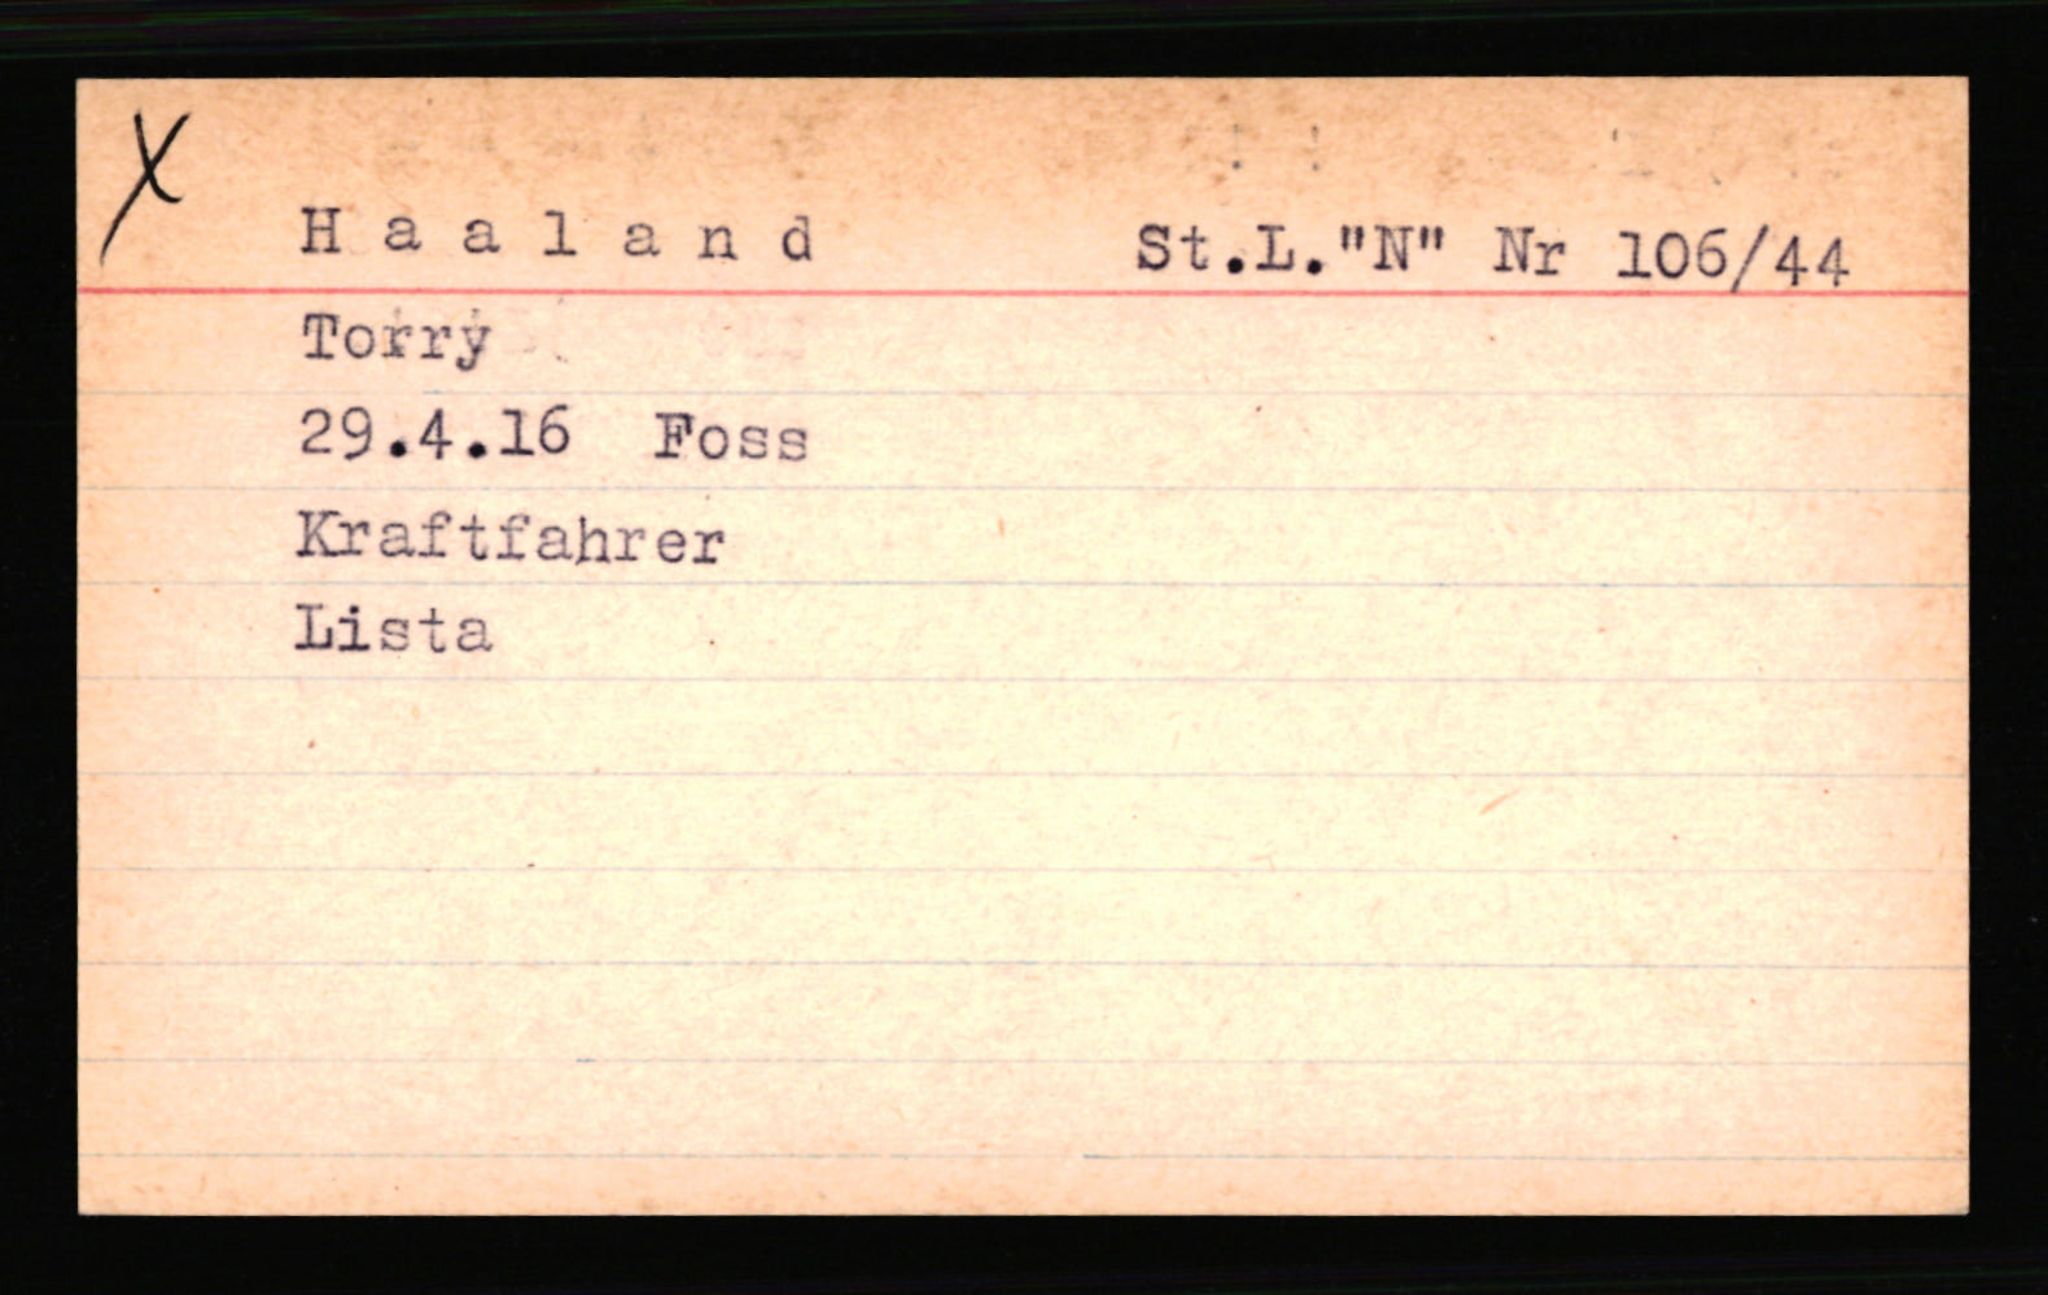 X
H a a l a n d St.L."N" Nr 106/44
Torry
29.4.16 Foss
Kraftfahrer
Lista